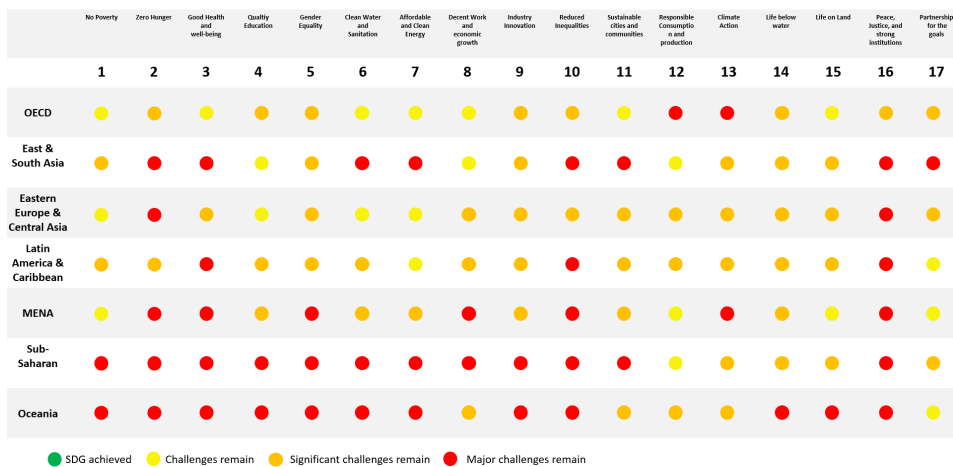 No Poverty
Zero Hunger
Good Health
and
well-being
Qualtiy
Education
Gender
Equality
Clean Water
and
Sanitation
Affordable
and Clean
Energy
Decent Work
and
economic
growth
Industry
Innovation
Reduced
Inequalities
Sustainable
cities and
communities
Responsible
Consumptio
n and
production
Climate
Action
Life below
water
Life on Land
Peace,
Justice, and
strong
institutions
Partnership
for the
goals
1 2 3 4 5 6 7 8 9 10 11 12 13 14 15 16 17
OECD
East &
South Asia
Eastern
Europe &
Central Asia
Latin
America &
Caribbean
MENA
Sub-
Saharan
Oceania
SDG achieved Challenges remain Significant challenges remain Major challenges remain